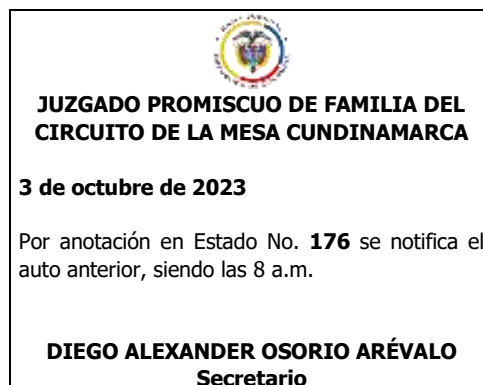 JUZGADO PROMISCUO DE FAMILIA DEL
CIRCUITO DE LA MESA CUNDINAMARCA
3 de octubre de 2023
Por anotación en Estado No. 176 se notifica el
auto anterior, siendo las 8 a.m.
DIEGO ALEXANDER OSORIO ARÉVALO
Secretario